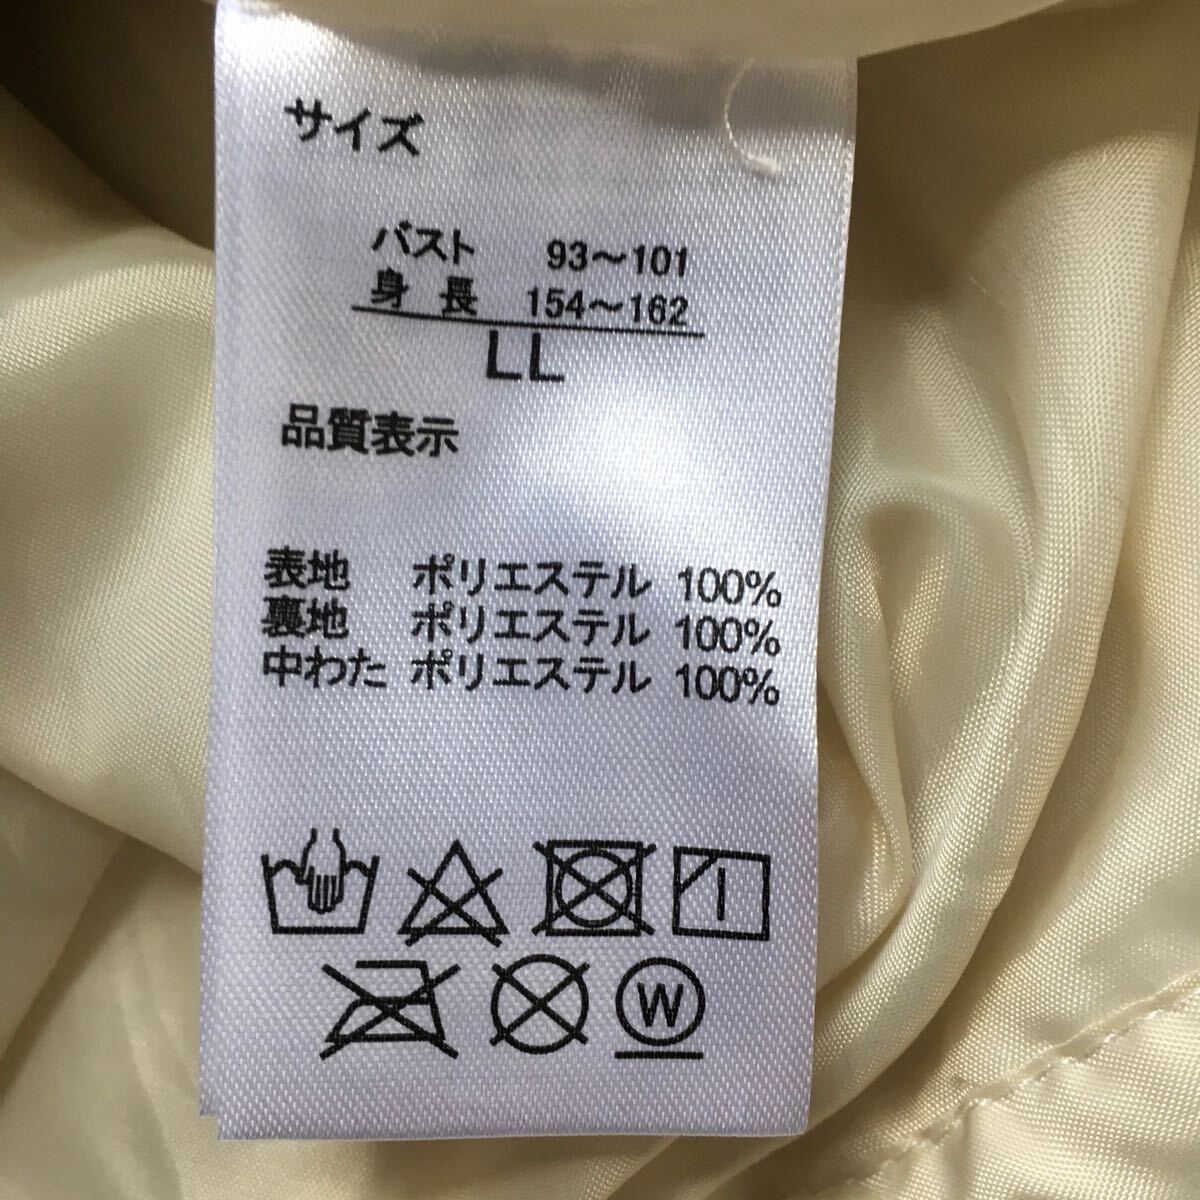 サイズ
バスト 93～101
身長 154～162
LL
品質表示
表地 ポリエステル 100%
裏地 ポリエステル 100%
中わた ポリエステル 100%
W